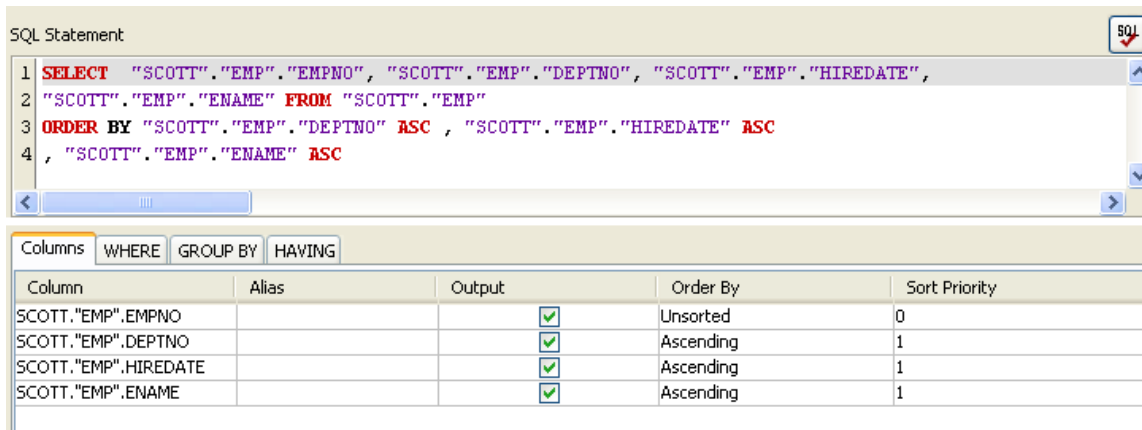 SQL Statement
SQL
1 SELECT "SCOTT"."EMP"."EMPNO", "SCOTT"."EMP"."DEPTNO", "SCOTT"."EMP"."HIREDATE",
2 "SCOTT"."EMP"."ENAME" FROM "SCOTT"."EMP"
3 ORDER BY "SCOTT"."EMP"."DEPTNO" ASC , "SCOTT"."EMP"."HIREDATE" ASC
4 , "SCOTT"."EMP"."ENAME" ASC
Columns WHERE GROUP BY HAVING
Column Alias Output Order By Sort Priority
SCOTT."EMP".EMPNO Unsorted 0
SCOTT."EMP".DEPTNO Ascending 1
SCOTT."EMP".HIREDATE Ascending 1
SCOTT."EMP".ENAME Ascending 1